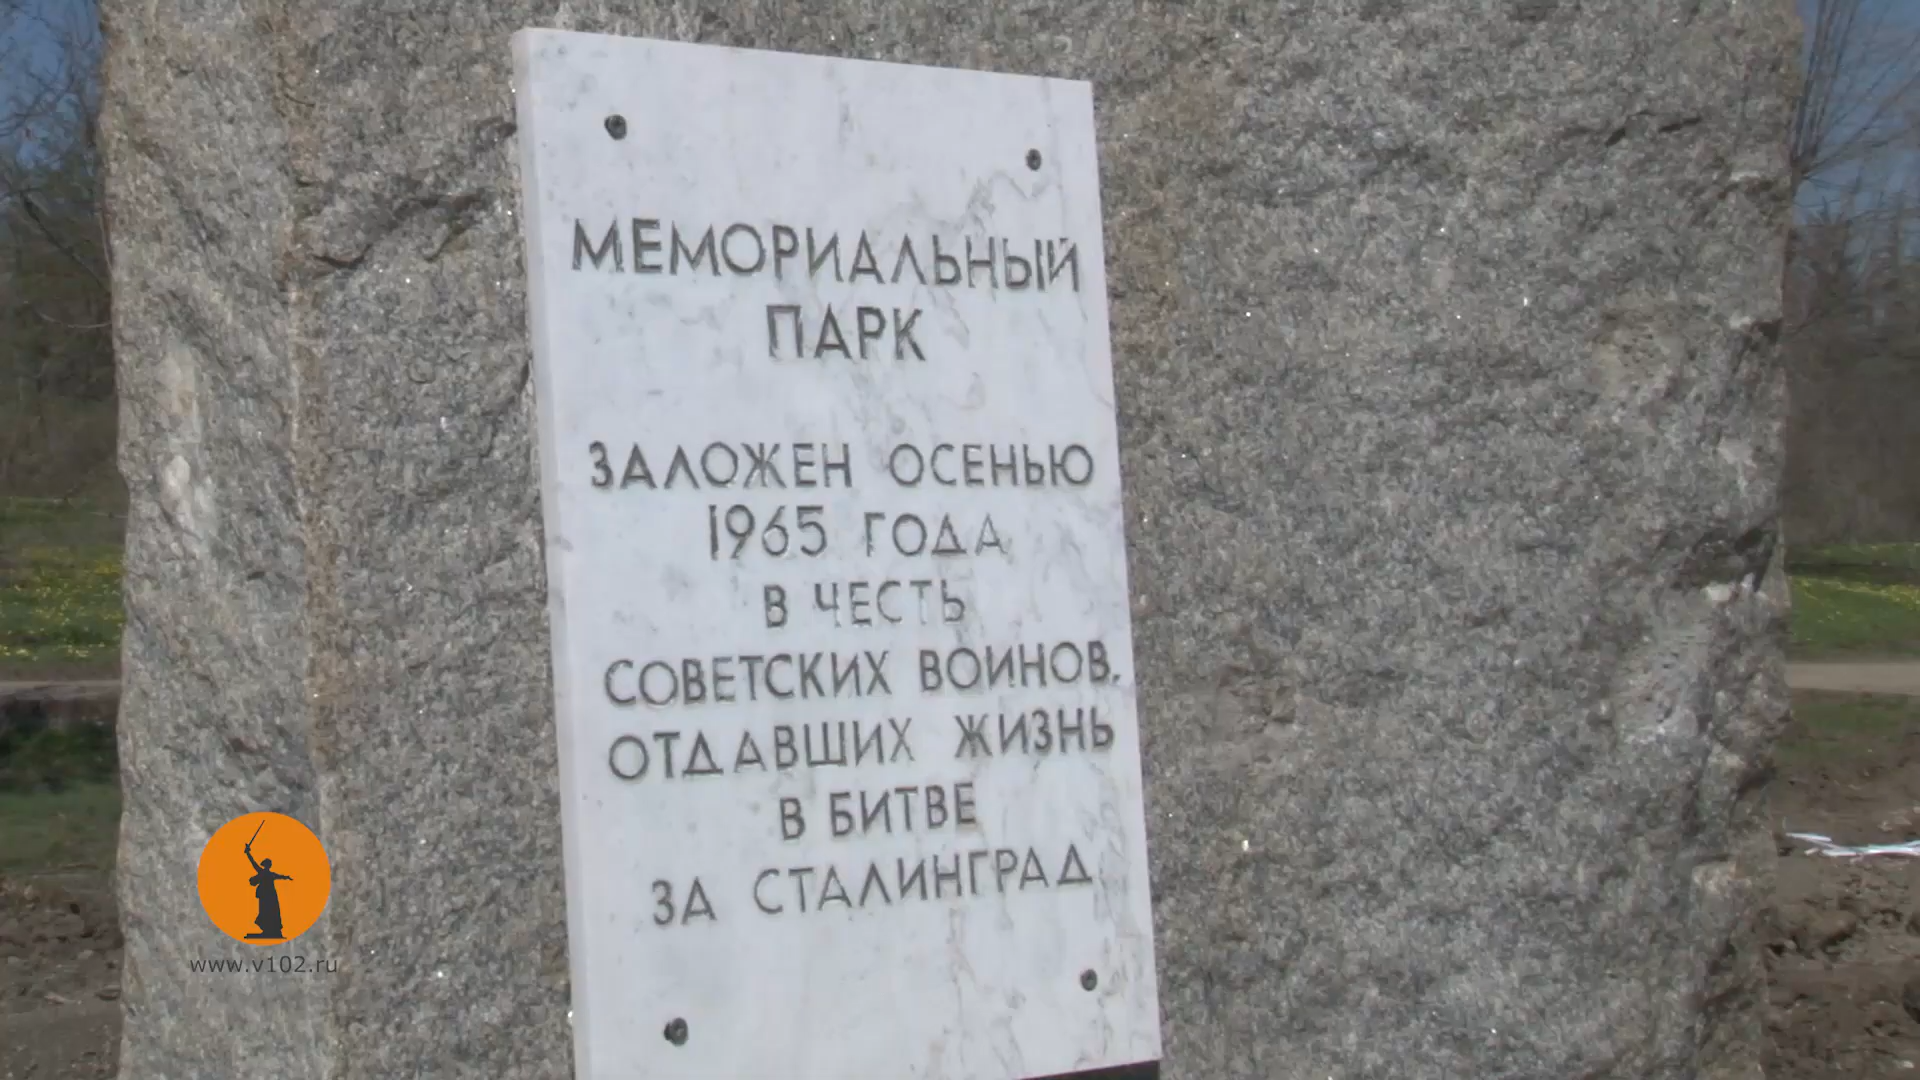 МЕМОРИАЛЬНЫЙ
ПАРК
ЗАЛОЖЕН ОСЕНЬЮ
1965 ГОДА
В ЧЕСТЬ
СОВЕТСКИХ ВОИНОВ,
ОТДАВШИХ ЖИЗНЬ
В БИТВЕ
ЗА СТАЛИНГРАД
www.v102.ru